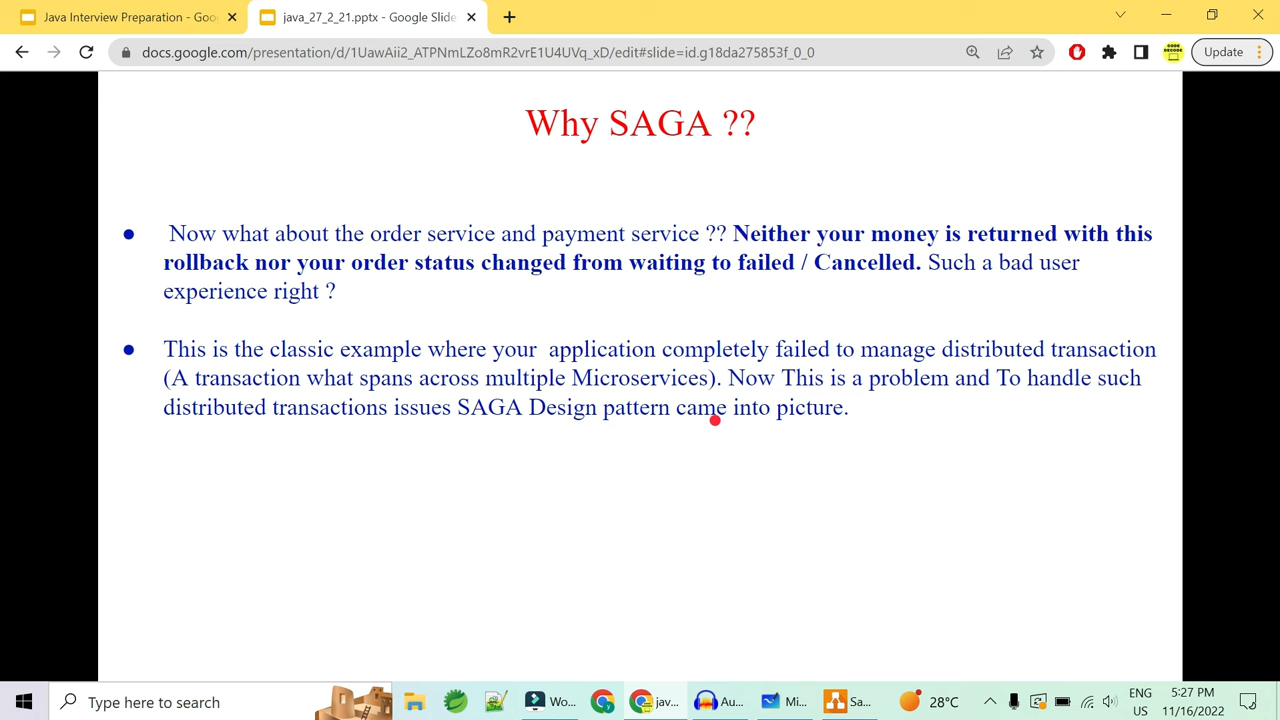 Java Interview Preparation - Goo
java_27_2_21.pptx - Google Slide
docs.google.com/presentation/d/1UawAii2_ATPNmLZo8mR2vrE1U4UVq_xD/edit#slide=id.g18da275853f_0_0
Update
Why SAGA ??
● Now what about the order service and payment service ?? Neither your money is returned with this
rollback nor your order status changed from waiting to failed / Cancelled. Such a bad user
experience right ?
● This is the classic example where your application completely failed to manage distributed transaction
(A transaction what spans across multiple Microservices). Now This is a problem and To handle such
distributed transactions issues SAGA Design pattern came into picture.
Type here to search
Wo...
jav...
Au...
Mi...
Sa...
28°C
ENG
US
5:27 PM
11/16/2022